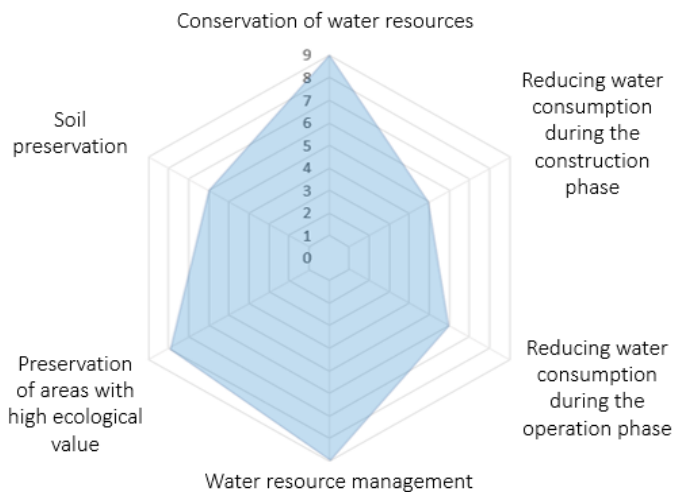 Conservation of water resources
9
8
7
6
5
4
3
2
1
0
Reducing water
consumption
during the
construction
phase
Reducing water
consumption
during the
operation phase
Water resource management
Preservation
of areas with
high ecological
value
Soil
preservation